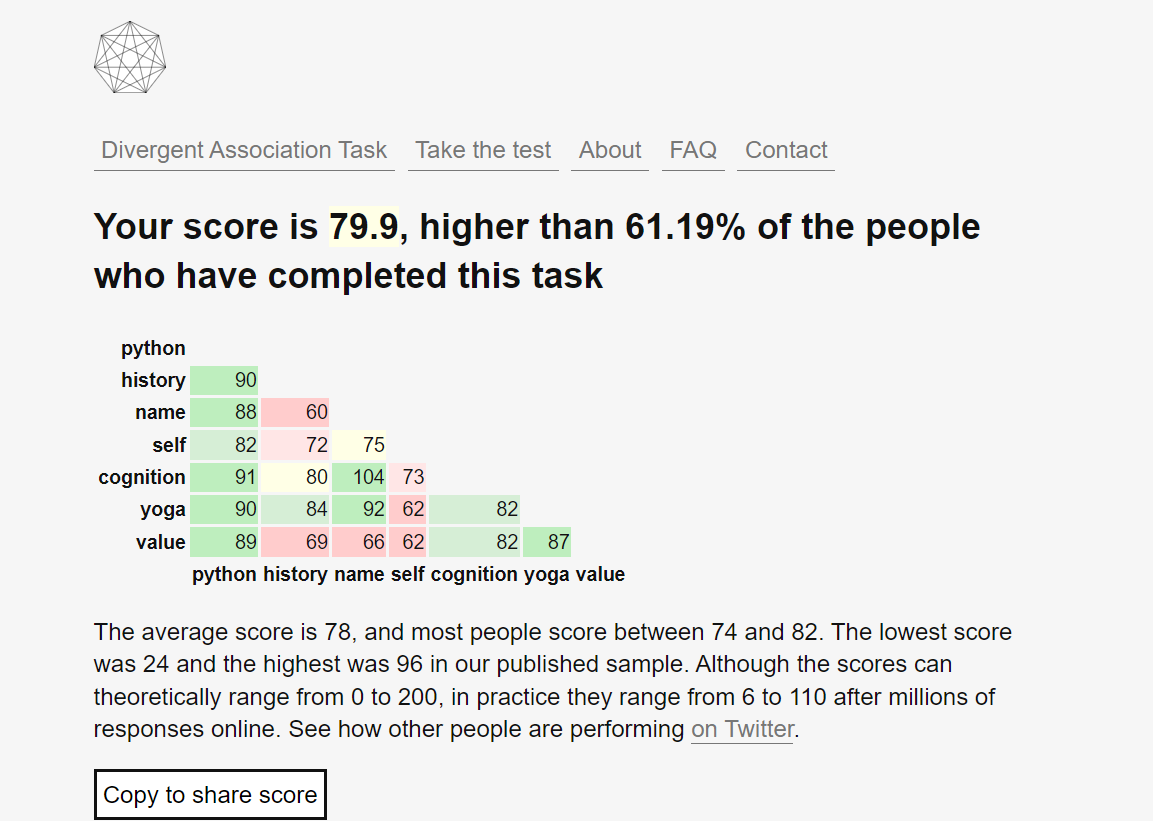 Divergent Association Task Take the test About FAQ Contact
Your score is 79.9, higher than 61.19% of the people
who have completed this task
python
history 90
name 88 60
self 82 72 75
cognition 91 80 104 73
yoga 90 84 92 62 82
value 89 69 66 62 82 87
python history name self cognition yoga value
The average score is 78, and most people score between 74 and 82. The lowest score
was 24 and the highest was 96 in our published sample. Although the scores can
theoretically range from 0 to 200, in practice they range from 6 to 110 after millions of
responses online. See how other people are performing on Twitter.
Copy to share score